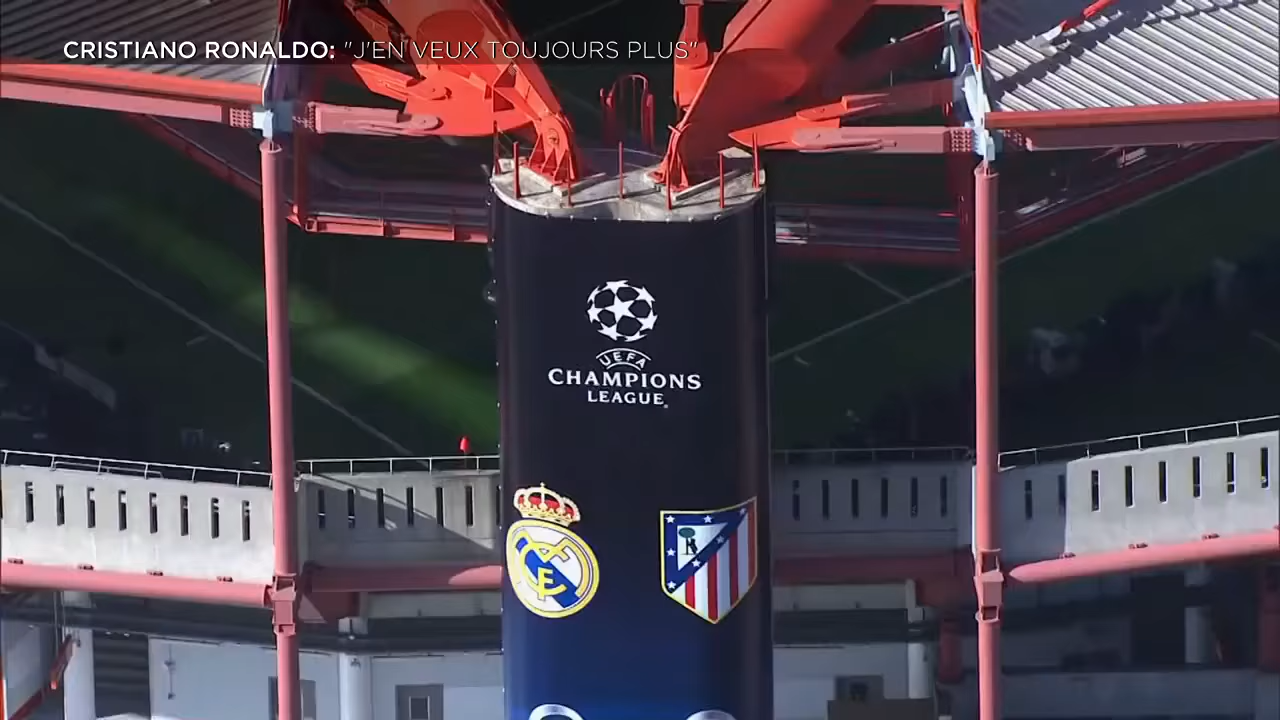 CRISTIANO RONALDO: "J'EN VEUX TOUJOURS PLUS"
UEFA
CHAMPIONS
LEAGUE